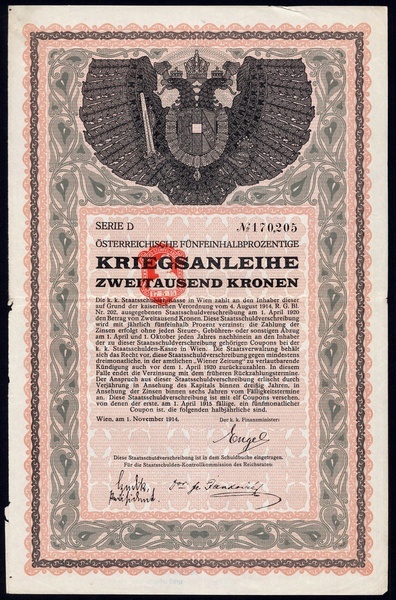 SERIE D № 170,205
ÖSTERREICHISCHE FÜNFEINHALBPROZENTIGE
KRIEGSANLEIHE
ZWEITAUSEND KRONEN
Die k. k. Staatsschulden-Kasse in Wien zahlt an den Inhaber dieser
auf Grund der kaiserlichen Verordnung vom 4. August 1914, R. G. Bl.
Nr. 202, ausgegebenen Staatsschuldverschreibung am 1. April 1920
den Betrag von Zweitausend Kronen. Diese Staatsschuldverschreibung
wird mit jährlich fünfeinhalb Prozent verzinst; die Zahlung der
Zinsen erfolgt ohne jeden Steuer-, Gebühren- oder sonstigen Abzug
am 1. April und 1. Oktober jeden Jahres nachhinein an den Inhaber
der zu dieser Staatsschuldverschreibung gehörigen Coupons bei der
k. k. Staatsschulden-Kasse in Wien. Die Staatsverwaltung behält
sich das Recht vor, diese Staatsschuldverschreibung gegen mindestens
dreimonatliche, in der amtlichen „Wiener Zeitung“ zu verlautbarende
Kündigung auch vor dem 1. April 1920 zurückzuzahlen. In diesem
Falle endet die Verzinsung mit dem früheren Rückzahlungstermine.
Der Anspruch aus dieser Staatsschuldverschreibung erlischt durch
Verjährung in Ansehung des Kapitals binnen dreißig Jahren, in
Ansehung der Zinsen binnen sechs Jahren vom Fälligkeitstermine
an. Diese Staatsschuldverschreibung ist mit elf Coupons versehen,
von denen der erste, am 1. April 1915 fällige, ein fünfmonatlicher
Coupon ist, die folgenden halbjährliche sind.
Wien, am 1. November 1914. Der k. k. Finanzminister:
Engel
Diese Staatsschuldverschreibung ist in dem Schuldbuche eingetragen.
Für die Staatsschulden-Kontrollkommission des Reichsrates:
Präsident.